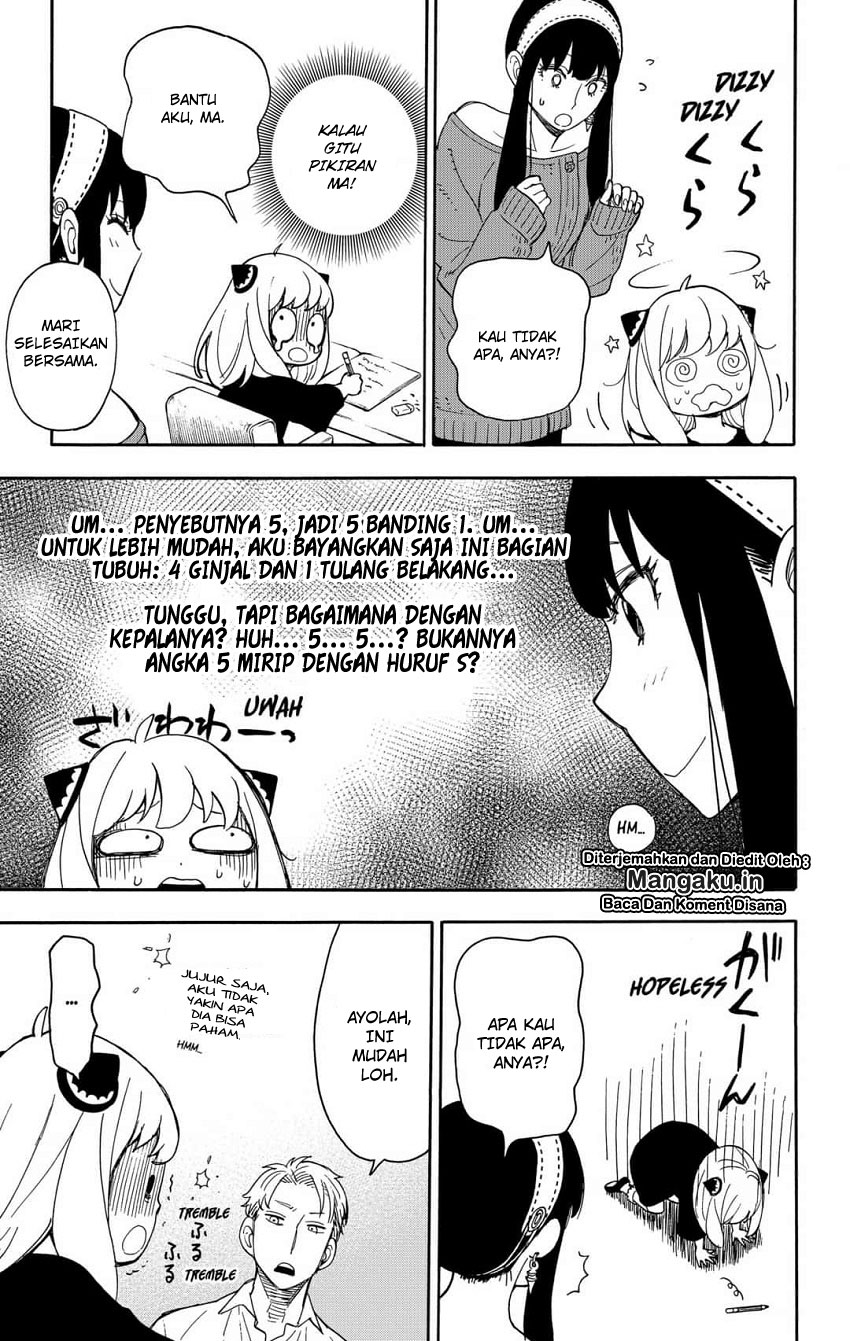 DIZZY
DIZZY
くら
くら
KAU TIDAK
APA, ANYA?!
KALAU
GITU
PIKIRAN
MA!
BANTU
AKU, MA.
MARI
SELESAIKAN
BERSAMA.
UM... PENYEBUTNYA 5, JADI 5 BANDING 1. UM...
UNTUK LEBIH MUDAH, AKU BAYANGKAN SAJA INI BAGIAN
TUBUH: 4 GINJAL DAN 1 TULANG BELAKANG...
TUNGGU, TAPI BAGAIMANA DENGAN
KEPALANYA? HUH... 5... 5...? BUKANNYA
ANGKA 5 MIRIP DENGAN HURUF S?
UWAH
ざわわーっ
HM...
Diterjemahkan dan Diedit Oleh :
Mangaku.in
Baca Dan Koment Disana
がくーん
HOPELESS
APA KAU
TIDAK APA,
ANYA?!
AYOLAH,
INI
MUDAH
LOH.
JUJUR SAJA,
AKU TIDAK
YAKIN APA
DIA BISA
PAHAM.
HMM...
...
TREMBLE
ふる
ふる
TREMBLE